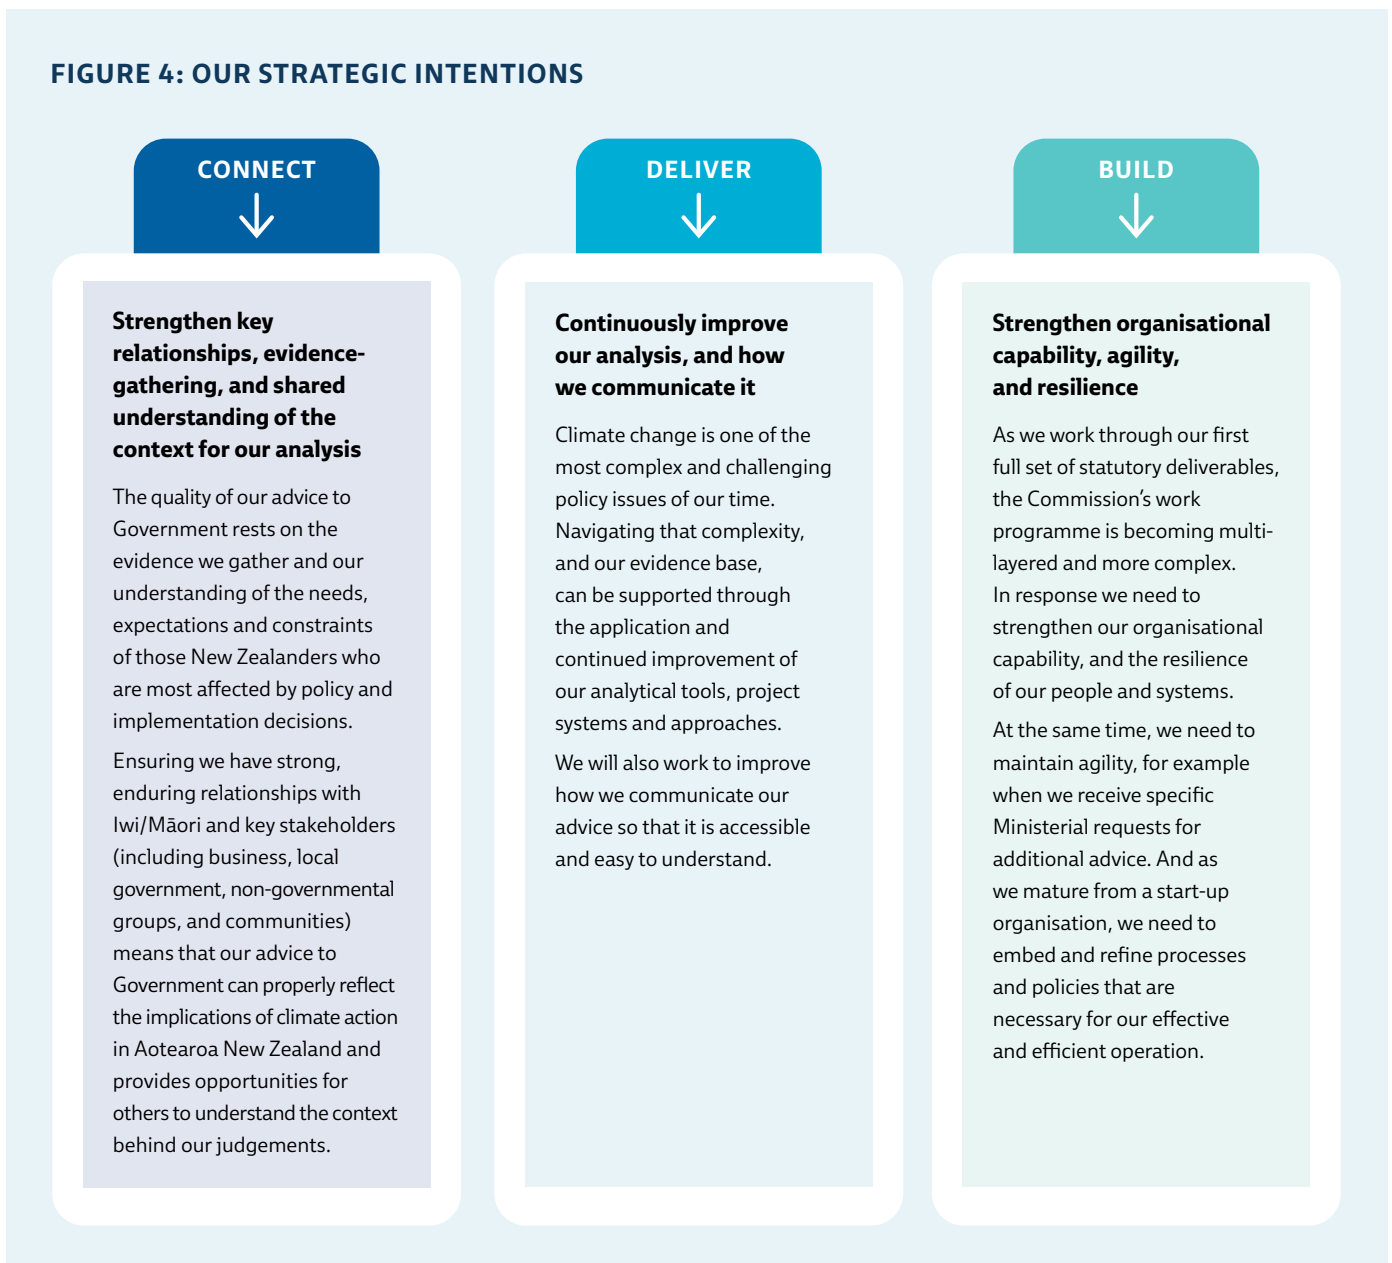 FIGURE 4: OUR STRATEGIC INTENTIONS
CONNECT
Strengthen key
relationships, evidence-
gathering, and shared
understanding of the
context for our analysis
The quality of our advice to
Government rests on the
evidence we gather and our
understanding of the needs,
expectations and constraints
of those New Zealanders who
are most affected by policy and
implementation decisions.
Ensuring we have strong,
enduring relationships with
Iwi/Māori and key stakeholders
(including business, local
government, non-governmental
groups, and communities)
means that our advice to
Government can properly reflect
the implications of climate action
in Aotearoa New Zealand and
provides opportunities for
others to understand the context
behind our judgements.
DELIVER
Continuously improve
our analysis, and how
we communicate it
Climate change is one of the
most complex and challenging
policy issues of our time.
Navigating that complexity,
and our evidence base,
can be supported through
the application and
continued improvement of
our analytical tools, project
systems and approaches.
We will also work to improve
how we communicate our
advice so that it is accessible
and easy to understand.
BUILD
Strengthen organisational
capability, agility,
and resilience
As we work through our first
full set of statutory deliverables,
the Commission's work
programme is becoming multi-
layered and more complex.
In response we need to
strengthen our organisational
capability, and the resilience
of our people and systems.
At the same time, we need to
maintain agility, for example
when we receive specific
Ministerial requests for
additional advice. And as
we mature from a start-up
organisation, we need to
embed and refine processes
and policies that are
necessary for our effective
and efficient operation.